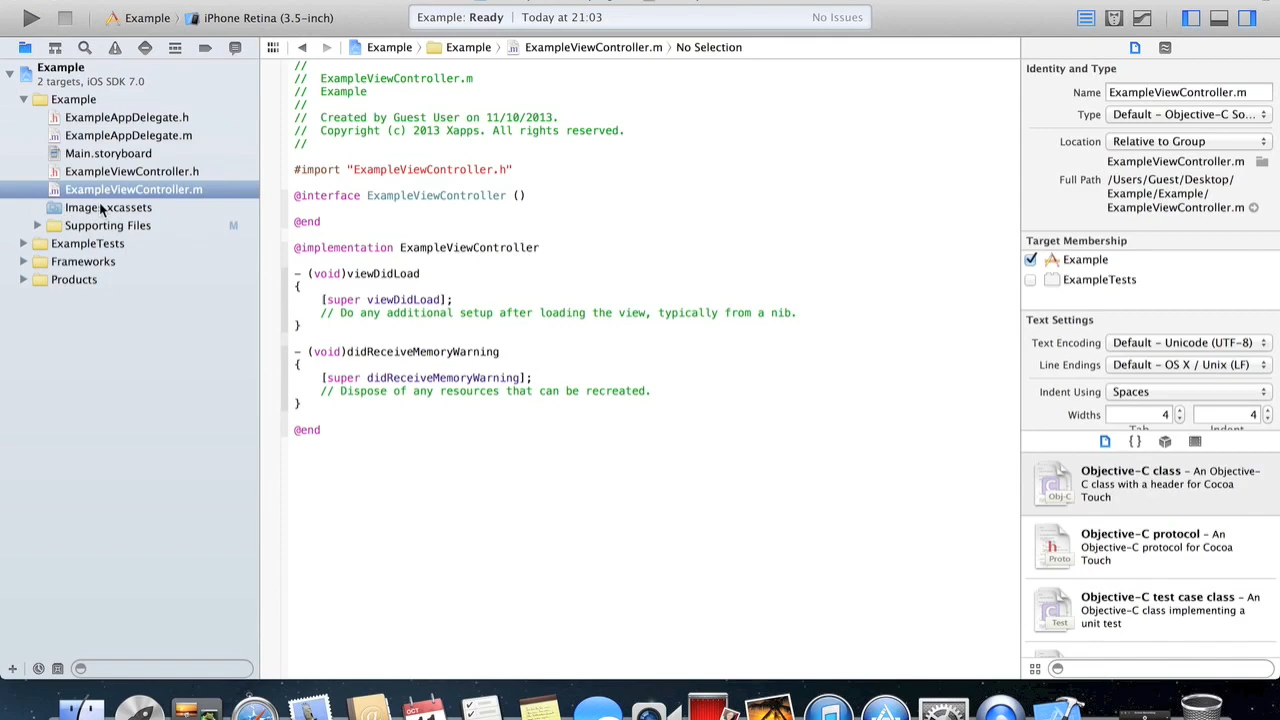 Example
iPhone Retina (3.5-inch)
Example: Ready
Today at 21:03
No Issues
Example
Example
ExampleViewController.m
No Selection
Example
2 targets, iOS SDK 7.0
Example
ExampleAppDelegate.h
ExampleAppDelegate.m
Main.storyboard
ExampleViewController.h
ExampleViewController.m
Images.xcassets
Supporting Files
M
ExampleTests
Frameworks
Products
//
//  ExampleViewController.m
//  Example
//
//  Created by Guest User on 11/10/2013.
//  Copyright (c) 2013 Xapps. All rights reserved.
//
#import "ExampleViewController.h"
@interface ExampleViewController ()
@end
@implementation ExampleViewController
- (void)viewDidLoad
{
[super viewDidLoad];
// Do any additional setup after loading the view, typically from a nib.
}
- (void)didReceiveMemoryWarning
{
[super didReceiveMemoryWarning];
// Dispose of any resources that can be recreated.
}
@end
Identity and Type
Name ExampleViewController.m
Type Default - Objective-C So...
Location Relative to Group
ExampleViewController.m
Full Path /Users/Guest/Desktop/
Example/Example/
ExampleViewController.m
Target Membership
Example
ExampleTests
Text Settings
Text Encoding Default - Unicode (UTF-8)
Line Endings Default - OS X / Unix (LF)
Indent Using Spaces
Widths 4 4
Tab Indent
{}
Objective-C class - An Objective-
C class with a header for Cocoa
Touch
Obj-C
Objective-C protocol - An
Objective-C protocol for Cocoa
Touch
h
Proto
Objective-C test case class - An
Objective-C class implementing a
unit test
Test
OCT